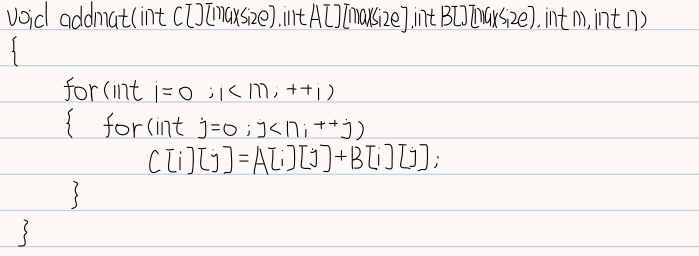 void addmat(int C[][maxsize],int A[][maxsize],int B[][maxsize],int m,int n)
{
for(int i=0 ;i<m; ++i)
{ for(int j=0;j<n;++j)
C[i][j]=A[i][j]+B[i][j];
}
}